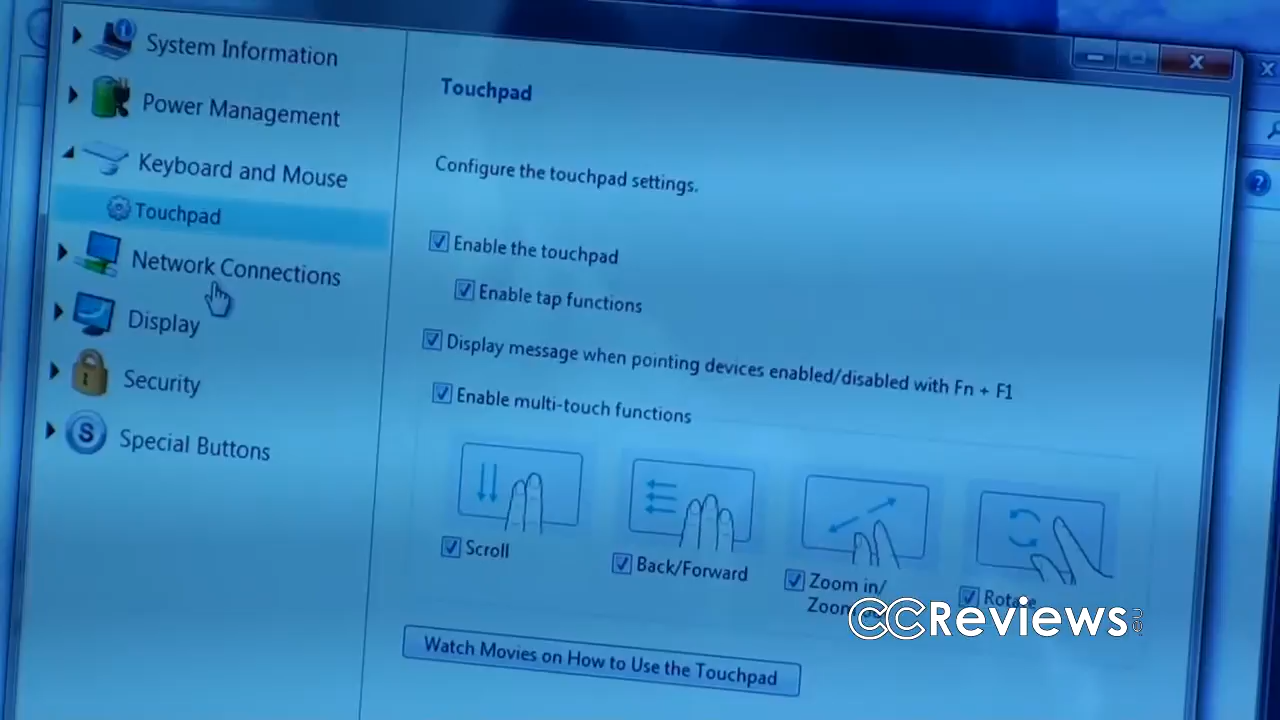 System Information
Power Management
Keyboard and Mouse
Touchpad
Network Connections
Display
Security
S
Special Buttons
Touchpad
Configure the touchpad settings.
Enable the touchpad
Enable tap functions
Display message when pointing devices enabled/disabled with Fn + F1
Enable multi-touch functions
Scroll
Back/Forward
Zoom in/
Zoom
Rotate
Watch Movies on How to Use the Touchpad
CCReviews